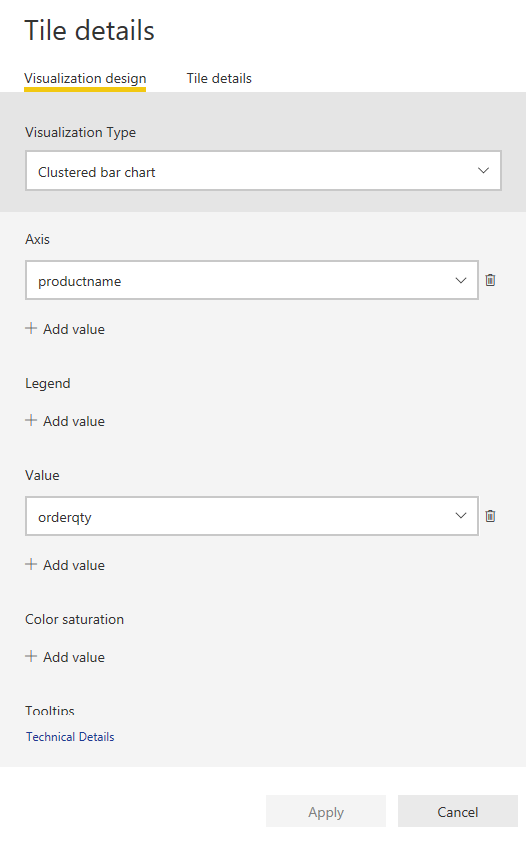 Tile details
Visualization design Tile details
Visualization Type
Clustered bar chart
Axis
productname
+ Add value
Legend
+ Add value
Value
orderqty
+ Add value
Color saturation
+ Add value
Tooltips
Technical Details
Apply Cancel